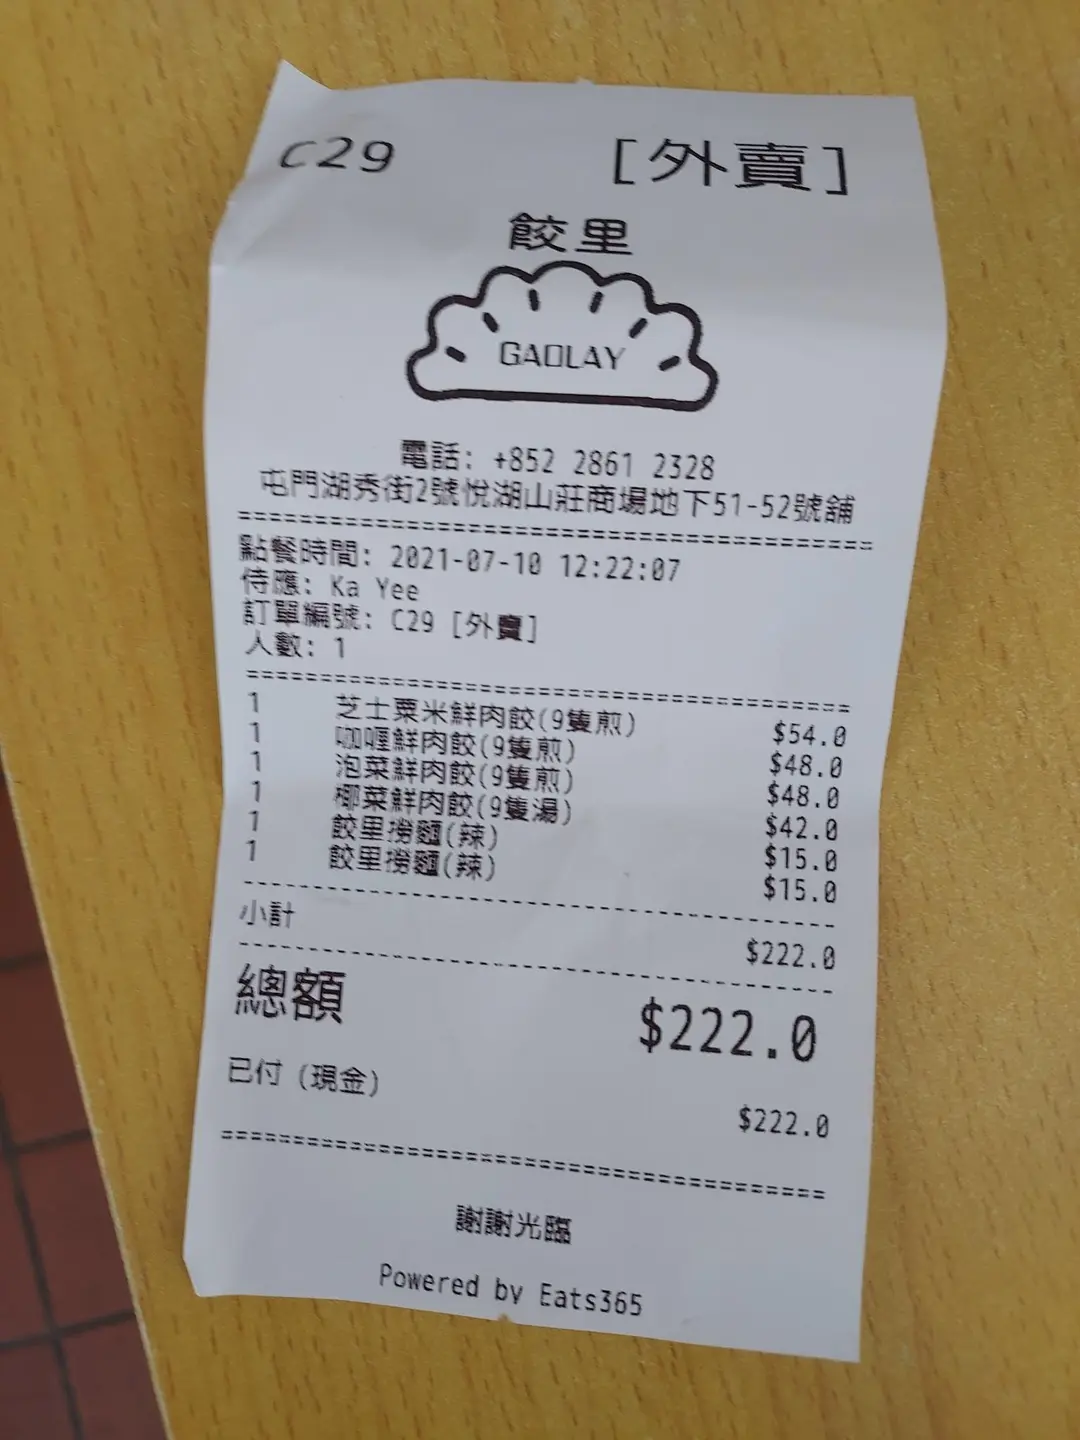 C29 [外賣]
餃里
GAOLAY
電話: +852 2861 2328
屯門湖秀街2號悅湖山莊商場地下51-52號舖
點餐時間: 2021-07-10 12:22:07
侍應: Ka Yee
訂單編號: C29 [外賣]
人數: 1
1 芝士粟米鮮肉餃(9隻煎) $54.0
1 咖喱鮮肉餃(9隻煎) $48.0
1 泡菜鮮肉餃(9隻煎) $48.0
1 椰菜鮮肉餃(9隻湯) $42.0
1 餃里撈麵(辣) $15.0
1 餃里撈麵(辣) $15.0
小計 $222.0
總額 $222.0
已付 (現金) $222.0
謝謝光臨
Powered by Eats365